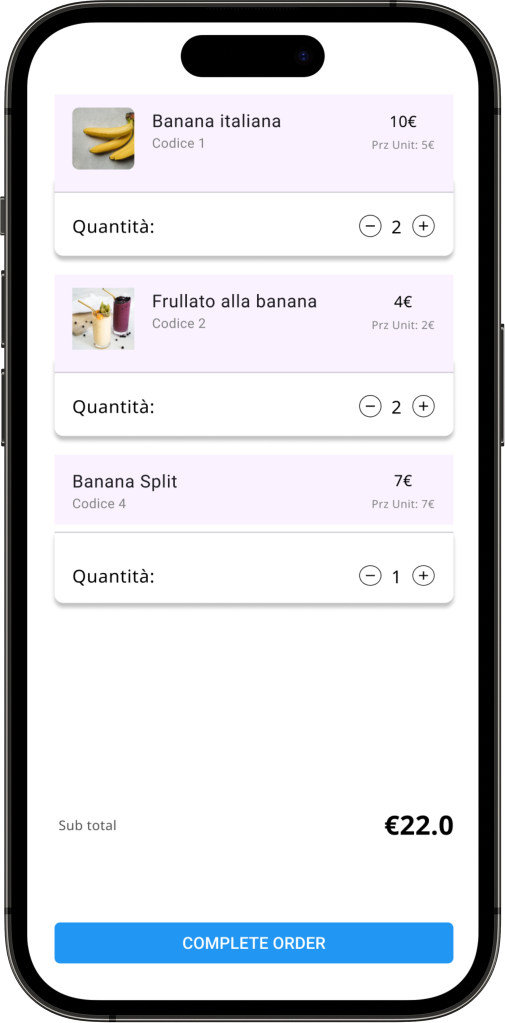 Banana italiana
10€
Codice 1
Prz Unit: 5€
Quantità:
2
Frullato alla banana
4€
Codice 2
Prz Unit: 2€
Quantità:
2
Banana Split
7€
Codice 4
Prz Unit: 7€
Quantità:
1
Sub total
€22.0
COMPLETE ORDER